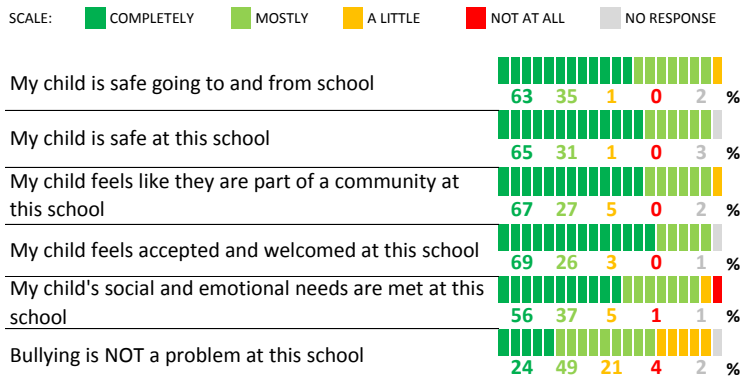 SCALE: COMPLETELY MOSTLY A LITTLE NOT AT ALL NO RESPONSE
My child is safe going to and from school
63 35 1 0 2 %
My child is safe at this school
65 31 1 0 3 %
My child feels like they are part of a community at
this school
67 27 5 0 2 %
My child feels accepted and welcomed at this school
69 26 3 0 1 %
My child's social and emotional needs are met at this
school
56 37 5 1 1 %
Bullying is NOT a problem at this school
24 49 21 4 2 %